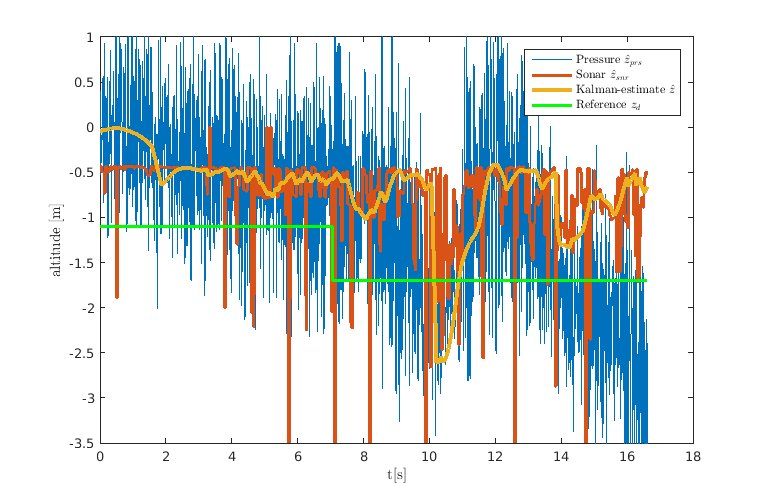 1
0.5
0
-0.5
-1
-1.5
-2
-2.5
-3
-3.5
altitude [m]
0 2 4 6 8 10 12 14 16 18
t[s]
Pressure ẑ_prs
Sonar ẑ_snr
Kalman-estimate ẑ
Reference z_d